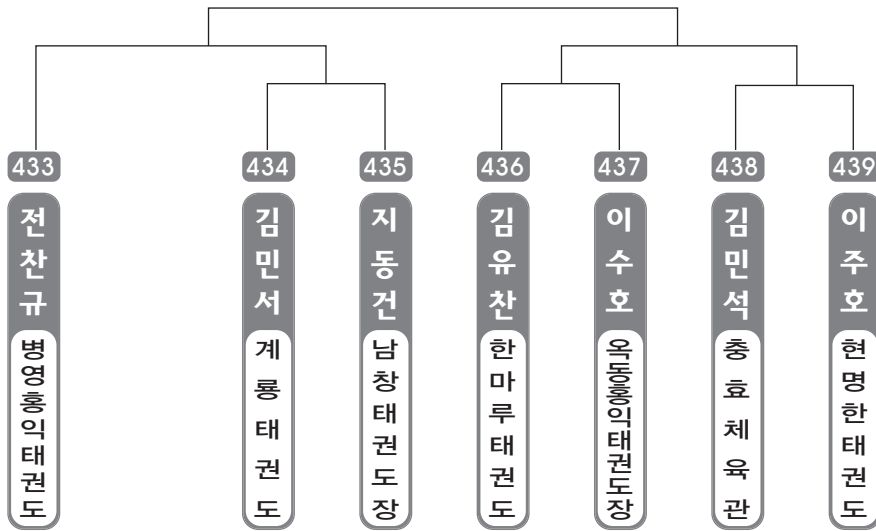 433
전찬규
병영홍익태권도
434
김민서
계룡태권도
435
지동건
남창태권도장
436
김유찬
한마루태권도
437
이수호
옥동홍익태권도장
438
김민석
충효체육관
439
이주호
현명한태권도